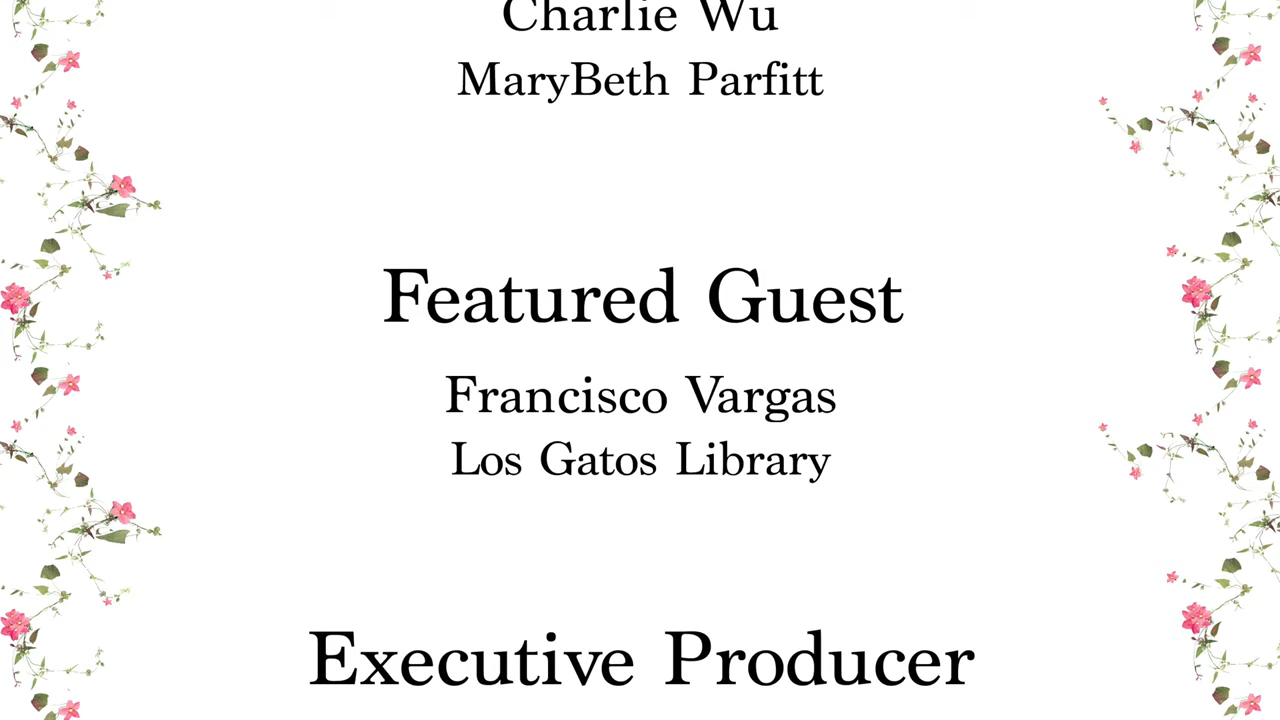 Charlie Wu
MaryBeth Parfitt
Featured Guest
Francisco Vargas
Los Gatos Library
Executive Producer